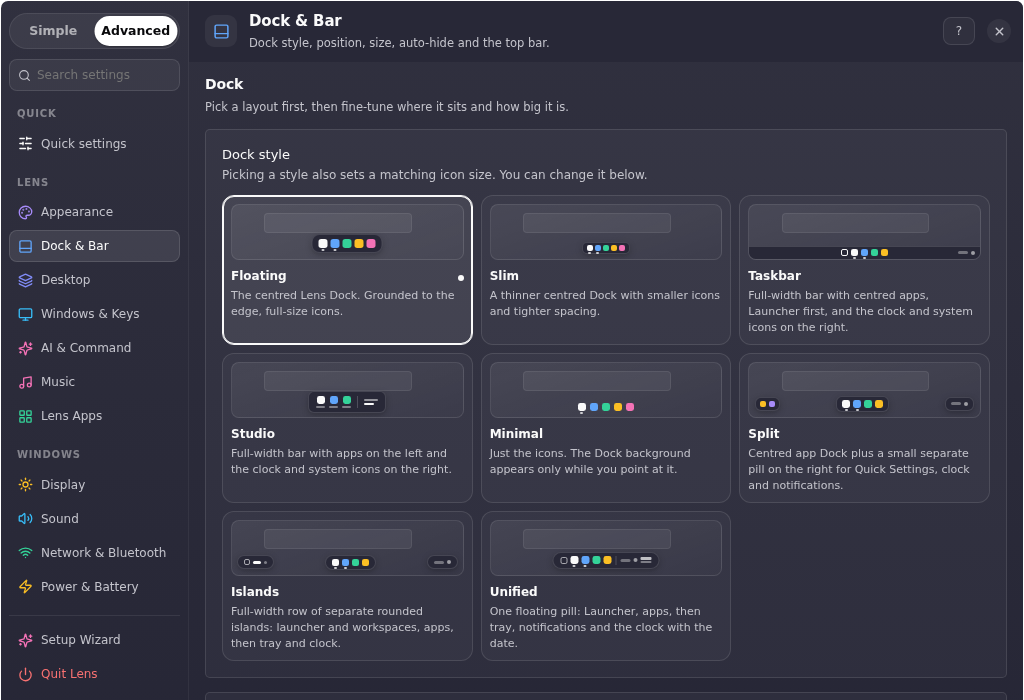 Simple
Advanced
Search settings
QUICK
Quick settings
LENS
Appearance
Dock & Bar
Desktop
Windows & Keys
AI & Command
Music
Lens Apps
WINDOWS
Display
Sound
Network & Bluetooth
Power & Battery
Setup Wizard
Quit Lens
Dock & Bar
Dock style, position, size, auto-hide and the top bar.
?
Dock
Pick a layout first, then fine-tune where it sits and how big it is.
Dock style
Picking a style also sets a matching icon size. You can change it below.
Floating
The centred Lens Dock. Grounded to the
edge, full-size icons.
Slim
A thinner centred Dock with smaller icons
and tighter spacing.
Taskbar
Full-width bar with centred apps,
Launcher first, and the clock and system
icons on the right.
Studio
Full-width bar with apps on the left and
the clock and system icons on the right.
Minimal
Just the icons. The Dock background
appears only while you point at it.
Split
Centred app Dock plus a small separate
pill on the right for Quick Settings, clock
and notifications.
Islands
Full-width row of separate rounded
islands: launcher and workspaces, apps,
then tray and clock.
Unified
One floating pill: Launcher, apps, then
tray, notifications and the clock with the
date.